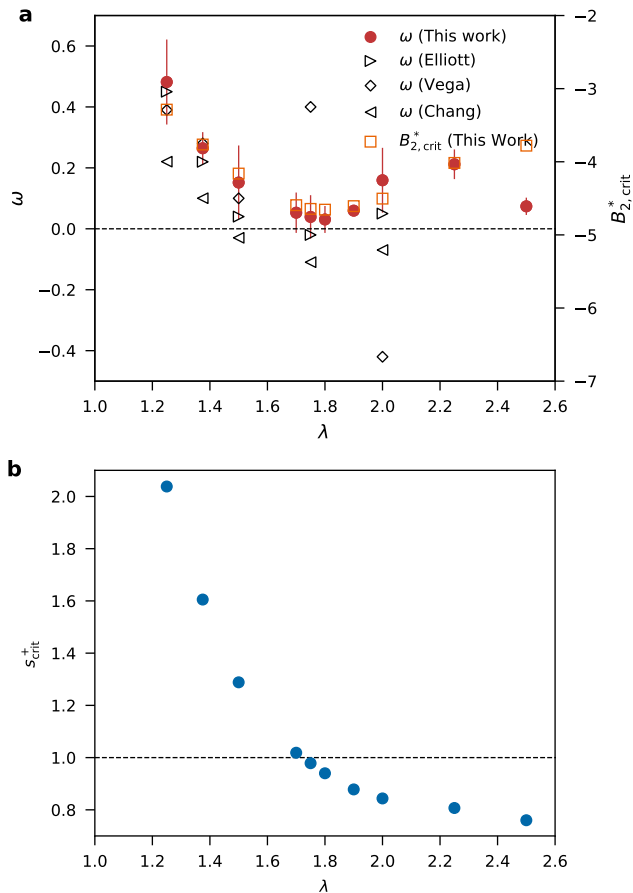 a
0.6
0.4
0.2
0.0
−0.2
−0.4
ω
−2
−3
−4
−5
−6
−7
B*2,crit
ω (This work)
ω (Elliott)
ω (Vega)
ω (Chang)
B*2,crit (This Work)
1.0 1.2 1.4 1.6 1.8 2.0 2.2 2.4 2.6
λ
b
2.0
1.8
1.6
1.4
1.2
1.0
0.8
s+crit
1.0 1.2 1.4 1.6 1.8 2.0 2.2 2.4 2.6
λ